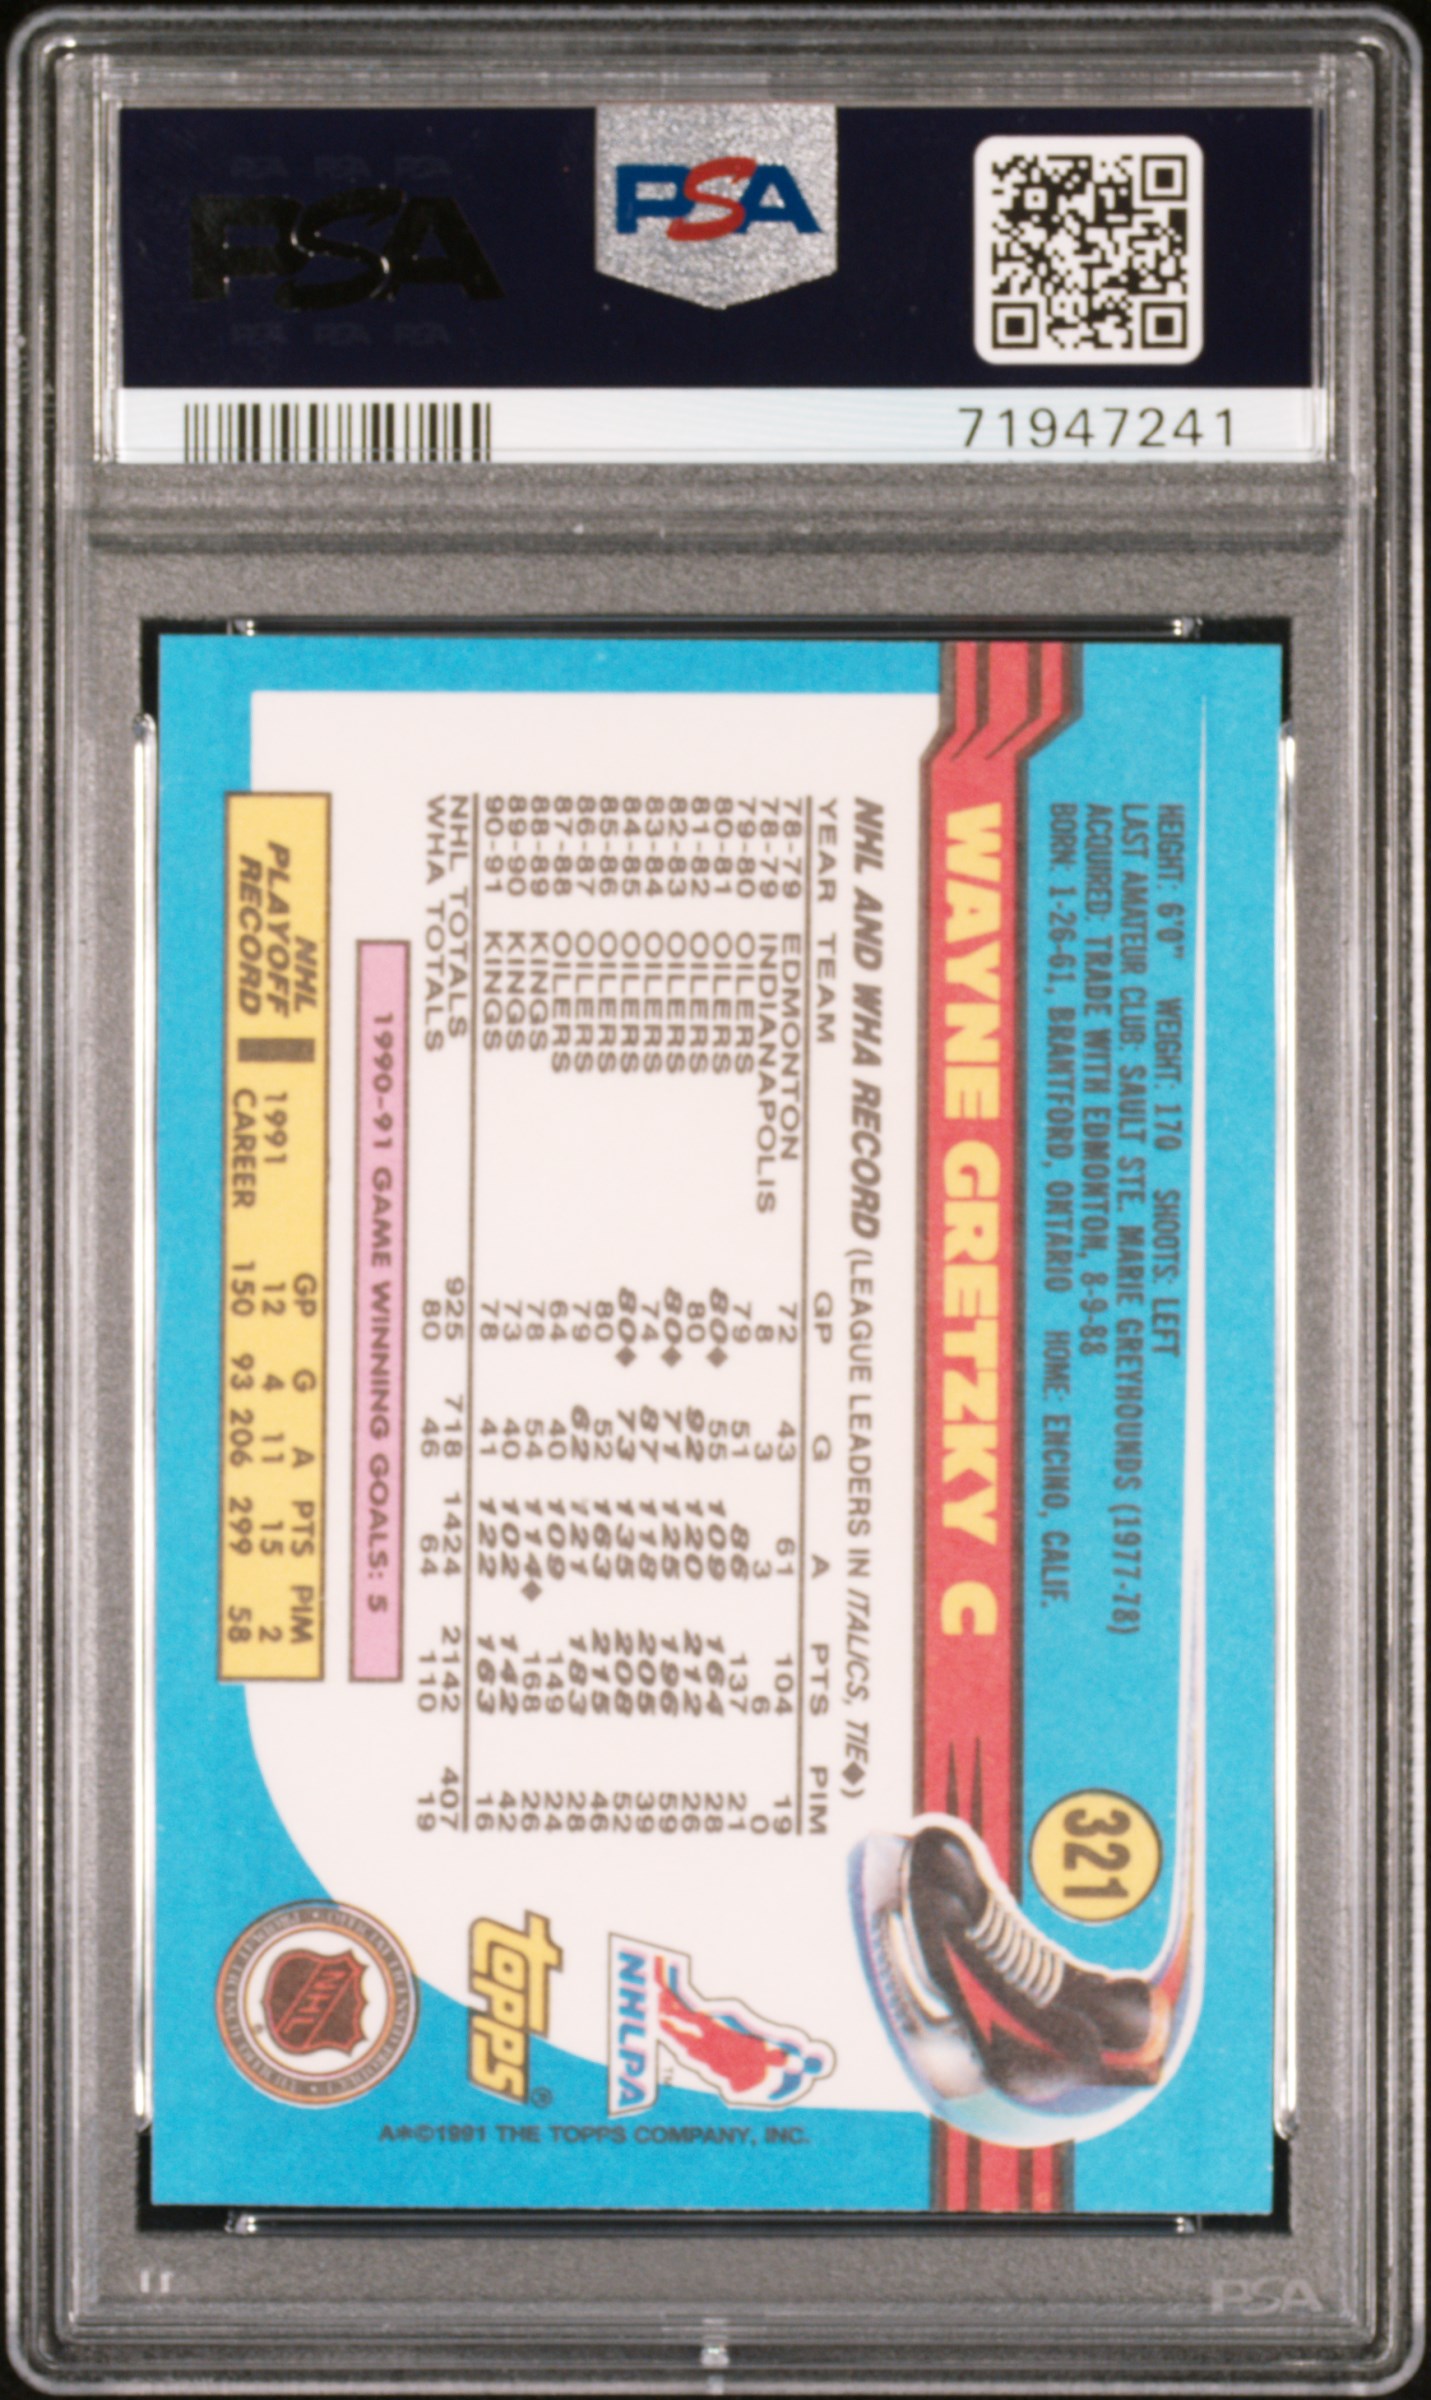 PSA
PSA
71947241
321
HEIGHT: 6'0" WEIGHT: 170 SHOOTS: LEFT
LAST AMATEUR CLUB: SAULT STE. MARIE GREYHOUNDS (1977-78)
ACQUIRED: TRADE WITH EDMONTON, 8-9-88
BORN: 1-26-61, BRANTFORD, ONTARIO HOME: ENCINO, CALIF.
WAYNE GRETZKY C
NHL AND WHA RECORD (LEAGUE LEADERS IN ITALICS, TIE◆)
YEAR TEAM GP G A PTS PIM
78-79 EDMONTON 72 43 61 104 19
78-79 INDIANAPOLIS 8 3 3 6 0
79-80 OILERS 79 51 86 137 21
80-81 OILERS 80◆ 55 109 164 28
81-82 OILERS 80 92 120 212 26
82-83 OILERS 80◆ 71 125 196 59
83-84 OILERS 74 87 118 205 39
84-85 OILERS 80◆ 73 135 208 52
85-86 OILERS 80 52 163 215 46
86-87 OILERS 79 62 121 183 28
87-88 OILERS 64 40 109 149 24
88-89 KINGS 78 54 114◆ 168 26
89-90 KINGS 73 40 102 142 42
90-91 KINGS 78 41 122 163 16
NHL TOTALS 925 718 1424 2142 407
WHA TOTALS 80 46 64 110 19
1990-91 GAME WINNING GOALS: 5
NHL PLAYOFF RECORD
GP G A PTS PIM
1991 12 4 11 15 2
CAREER 150 93 206 299 58
NHLPA
TM
TOPPS®
NHL
A*©1991 THE TOPPS COMPANY, INC.
PSA